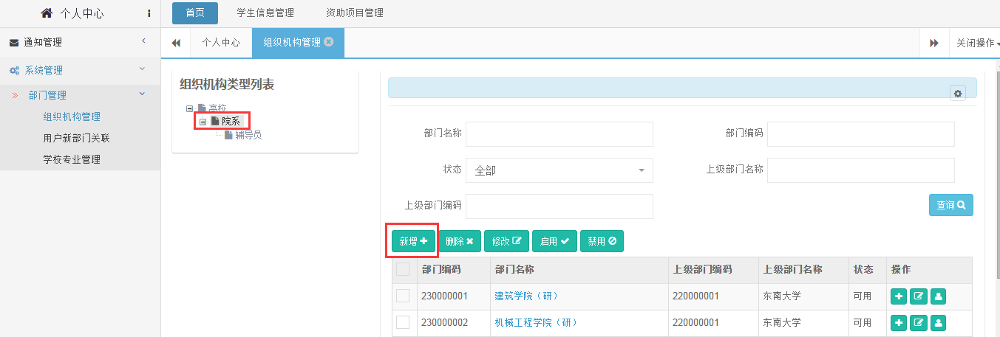 个人中心
首页 学生信息管理 资助项目管理
通知管理
个人中心 组织机构管理 关闭操作
系统管理
部门管理
组织机构管理
用户新部门关联
学校专业管理
组织机构类型列表
高校
院系
辅导员
部门名称 部门编码
状态 全部 上级部门名称
上级部门编码 查询
新增 删除 修改 启用 禁用
部门编码 部门名称 上级部门编码 上级部门名称 状态 操作
230000001 建筑学院（研） 220000001 东南大学 可用
230000002 机械工程学院（研） 220000001 东南大学 可用